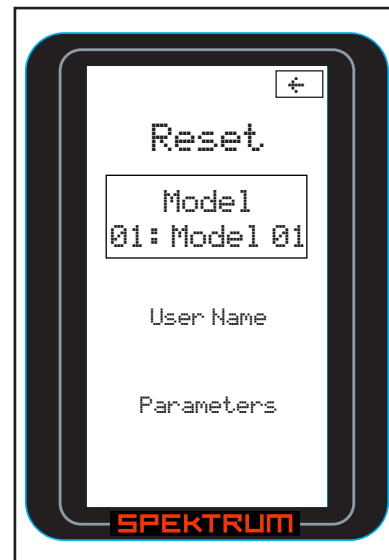 ←
Reset
Model
01: Model 01
User Name
Parameters
SPEKTRUM